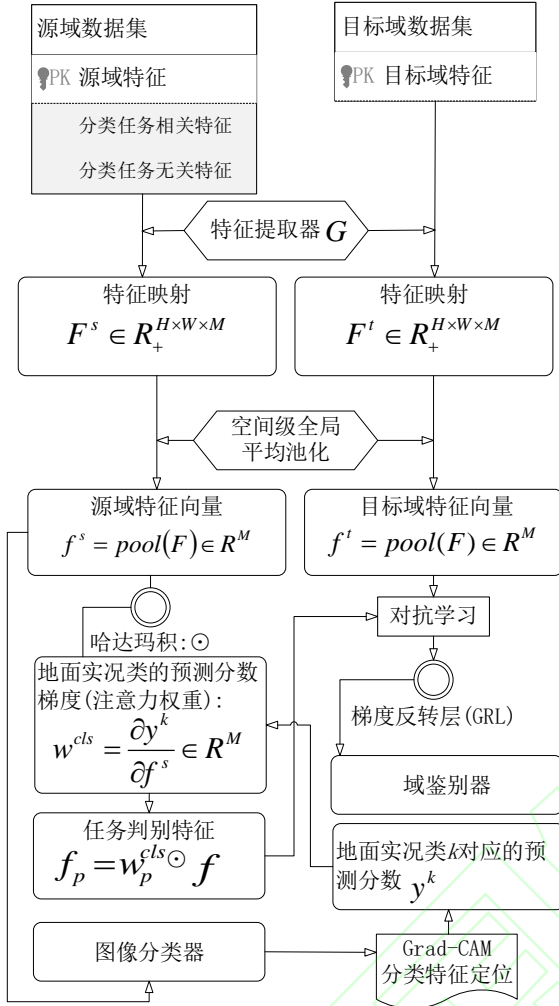 源域数据集
PK 源域特征
分类任务相关特征
分类任务无关特征
目标域数据集
PK 目标域特征
特征提取器 G
特征映射
F^s ∈ R_+^{H×W×M}
特征映射
F^t ∈ R_+^{H×W×M}
空间级全局
平均池化
源域特征向量
f^s = pool(F) ∈ R^M
目标域特征向量
f^t = pool(F) ∈ R^M
哈达玛积:⊙
对抗学习
地面实况类的预测分数
梯度(注意力权重):
w^{cls} = ∂y^k / ∂f^s ∈ R^M
梯度反转层(GRL)
域鉴别器
任务判别特征
f_p = w_p^{cls} ⊙ f
地面实况类k对应的预
测分数 y^k
图像分类器
Grad-CAM
分类特征定位